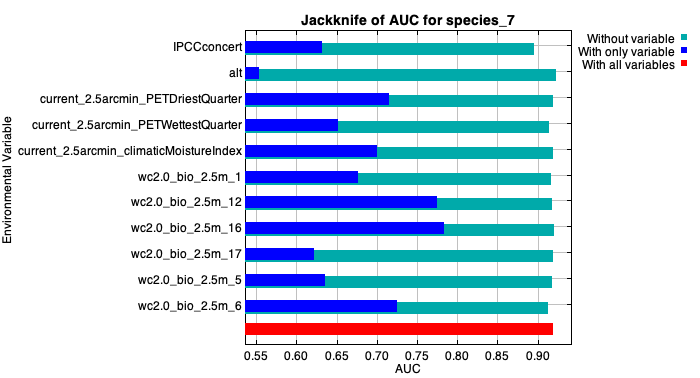 Jackknife of AUC for species_7
Without variable
With only variable
With all variables
Environmental Variable
IPCCconcert
alt
current_2.5arcmin_PETDriestQuarter
current_2.5arcmin_PETWettestQuarter
current_2.5arcmin_climaticMoistureIndex
wc2.0_bio_2.5m_1
wc2.0_bio_2.5m_12
wc2.0_bio_2.5m_16
wc2.0_bio_2.5m_17
wc2.0_bio_2.5m_5
wc2.0_bio_2.5m_6
0.55 0.60 0.65 0.70 0.75 0.80 0.85 0.90
AUC